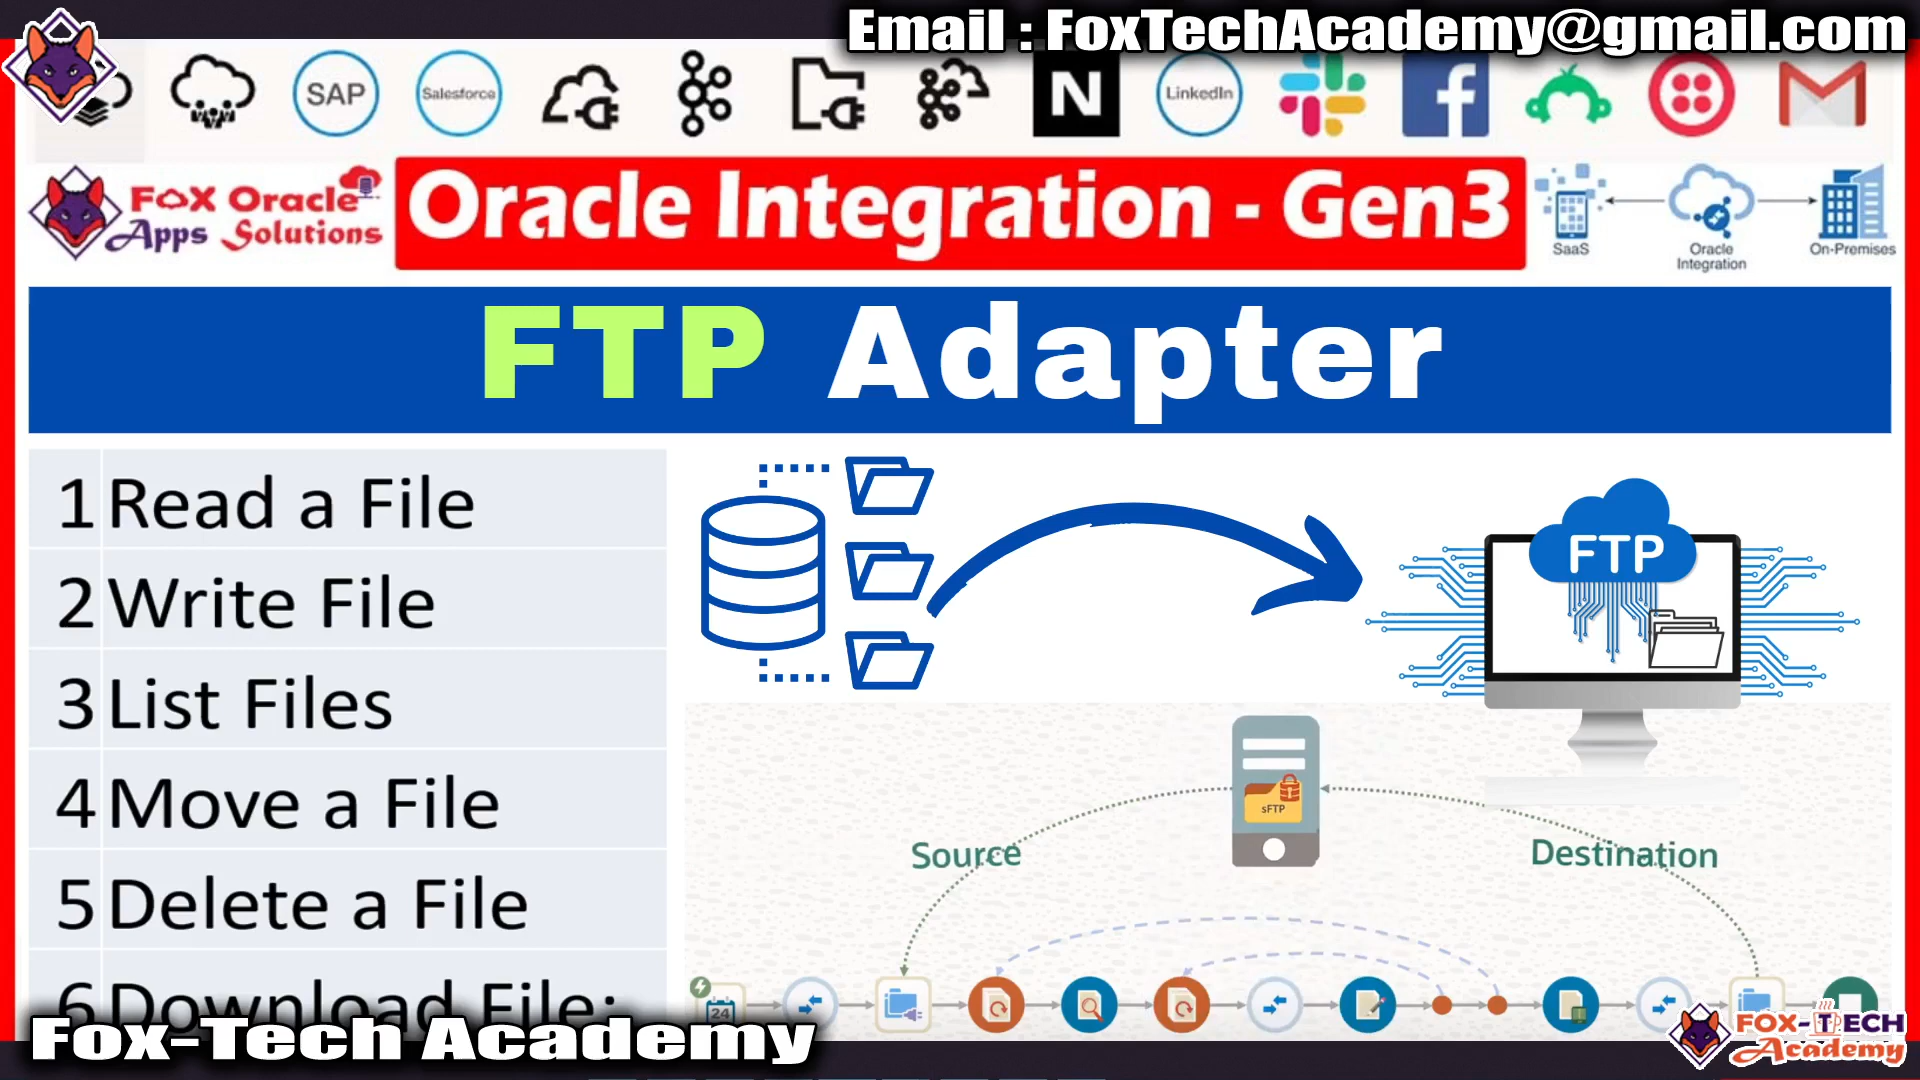 Email : FoxTechAcademy@gmail.com
SAP
Salesforce
N
LinkedIn
FoX Oracle
Apps Solutions
Oracle Integration - Gen3
SaaS
Oracle
Integration
On-Premises
FTP Adapter
1 Read a File
2 Write File
3 List Files
4 Move a File
5 Delete a File
6 Download File:
FTP
sFTP
Source
Destination
24
Fox-Tech Academy
FOX-TECH
Academy